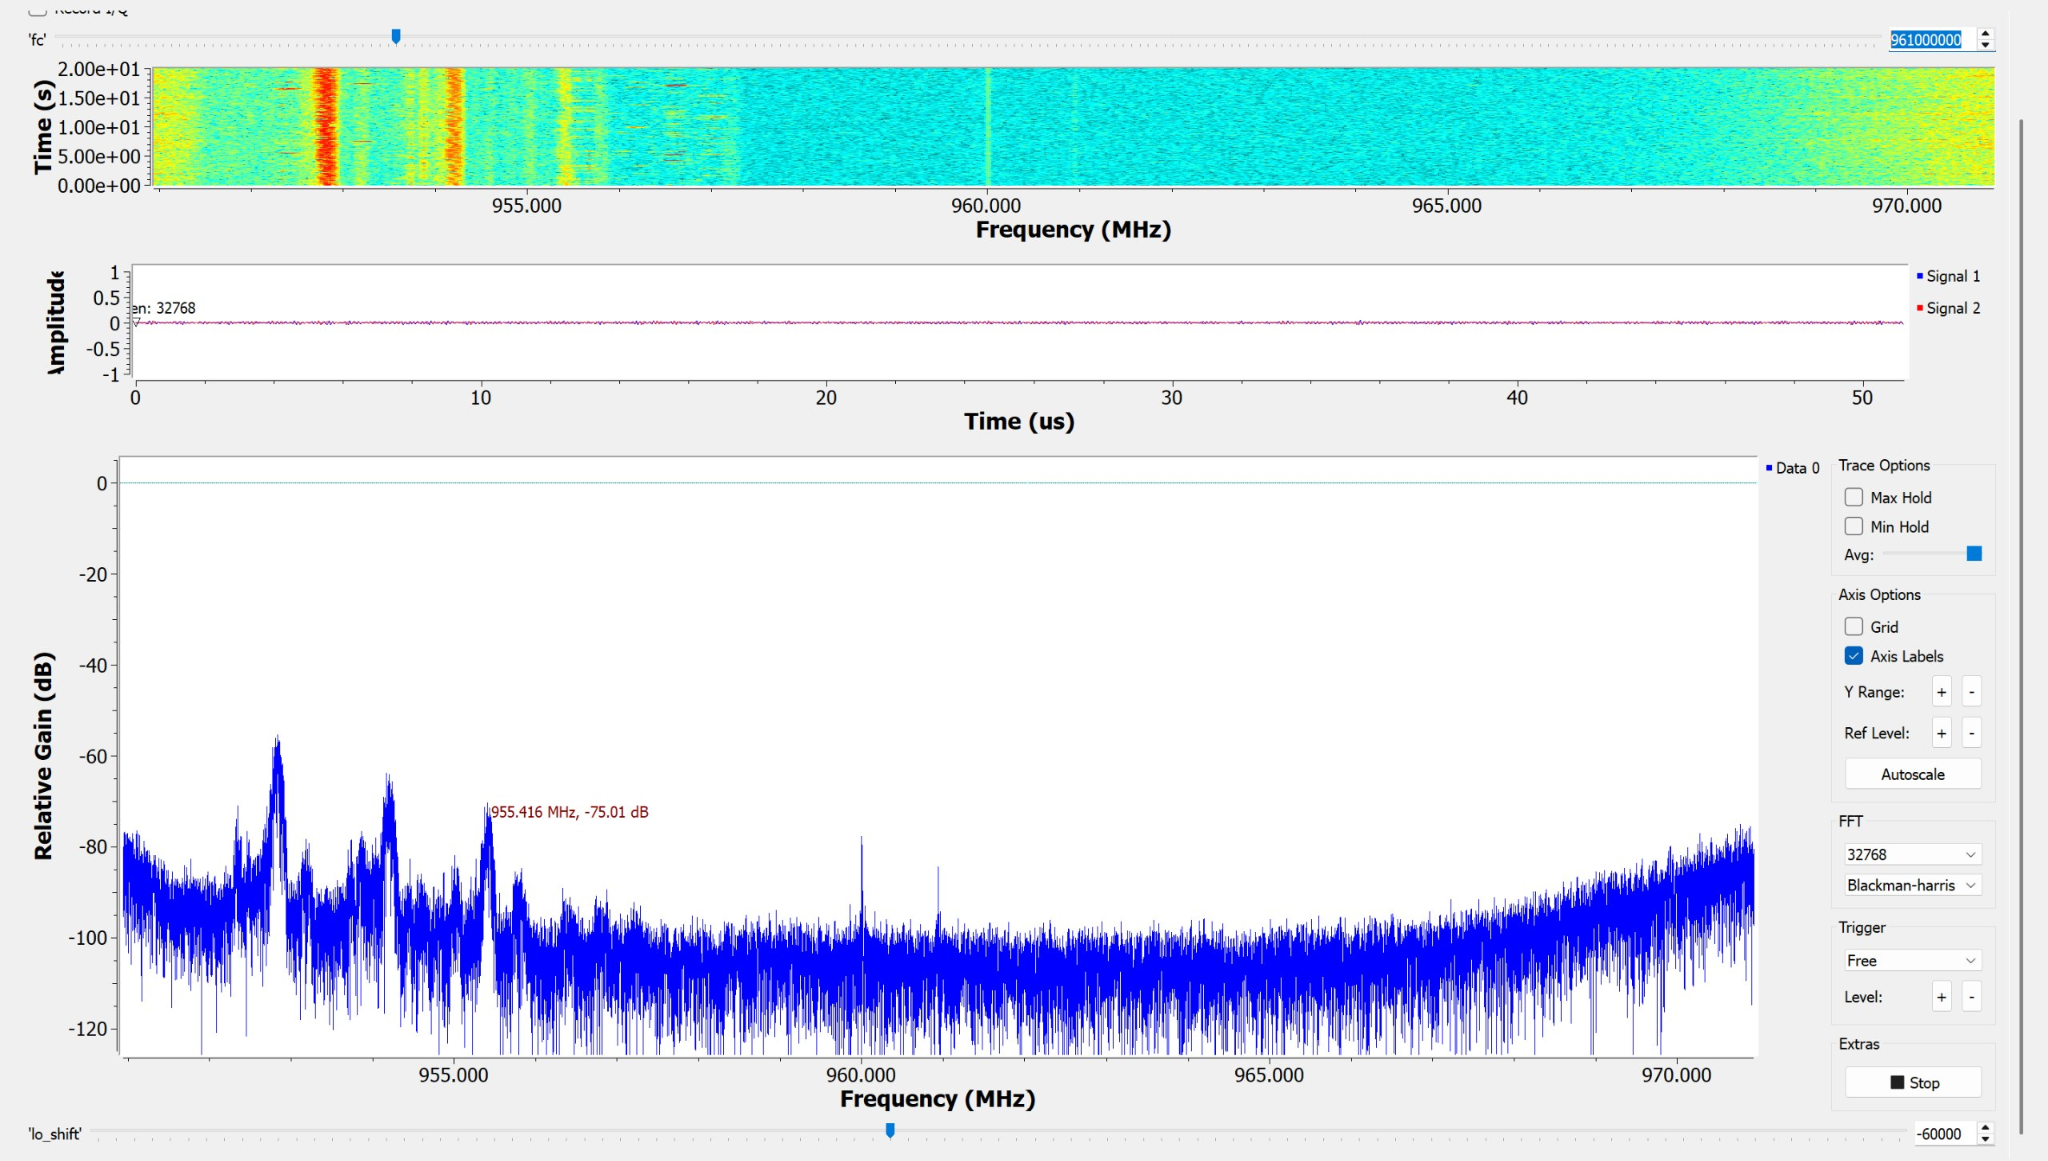 Record I/Q
'fc'
961000000
2.00e+01
1.50e+01
1.00e+01
5.00e+00
0.00e+00
Time (s)
955.000 960.000 965.000 970.000
Frequency (MHz)
1
0.5
0
-0.5
-1
Amplitude
en: 32768
Signal 1
Signal 2
0 10 20 30 40 50
Time (us)
0
-20
-40
-60
-80
-100
-120
Relative Gain (dB)
955.416 MHz, -75.01 dB
Data 0
955.000 960.000 965.000 970.000
Frequency (MHz)
Trace Options
Max Hold
Min Hold
Avg:
Axis Options
Grid
Axis Labels
Y Range: + -
Ref Level: + -
Autoscale
FFT
32768
Blackman-harris
Trigger
Free
Level: + -
Extras
Stop
'lo_shift'
-60000